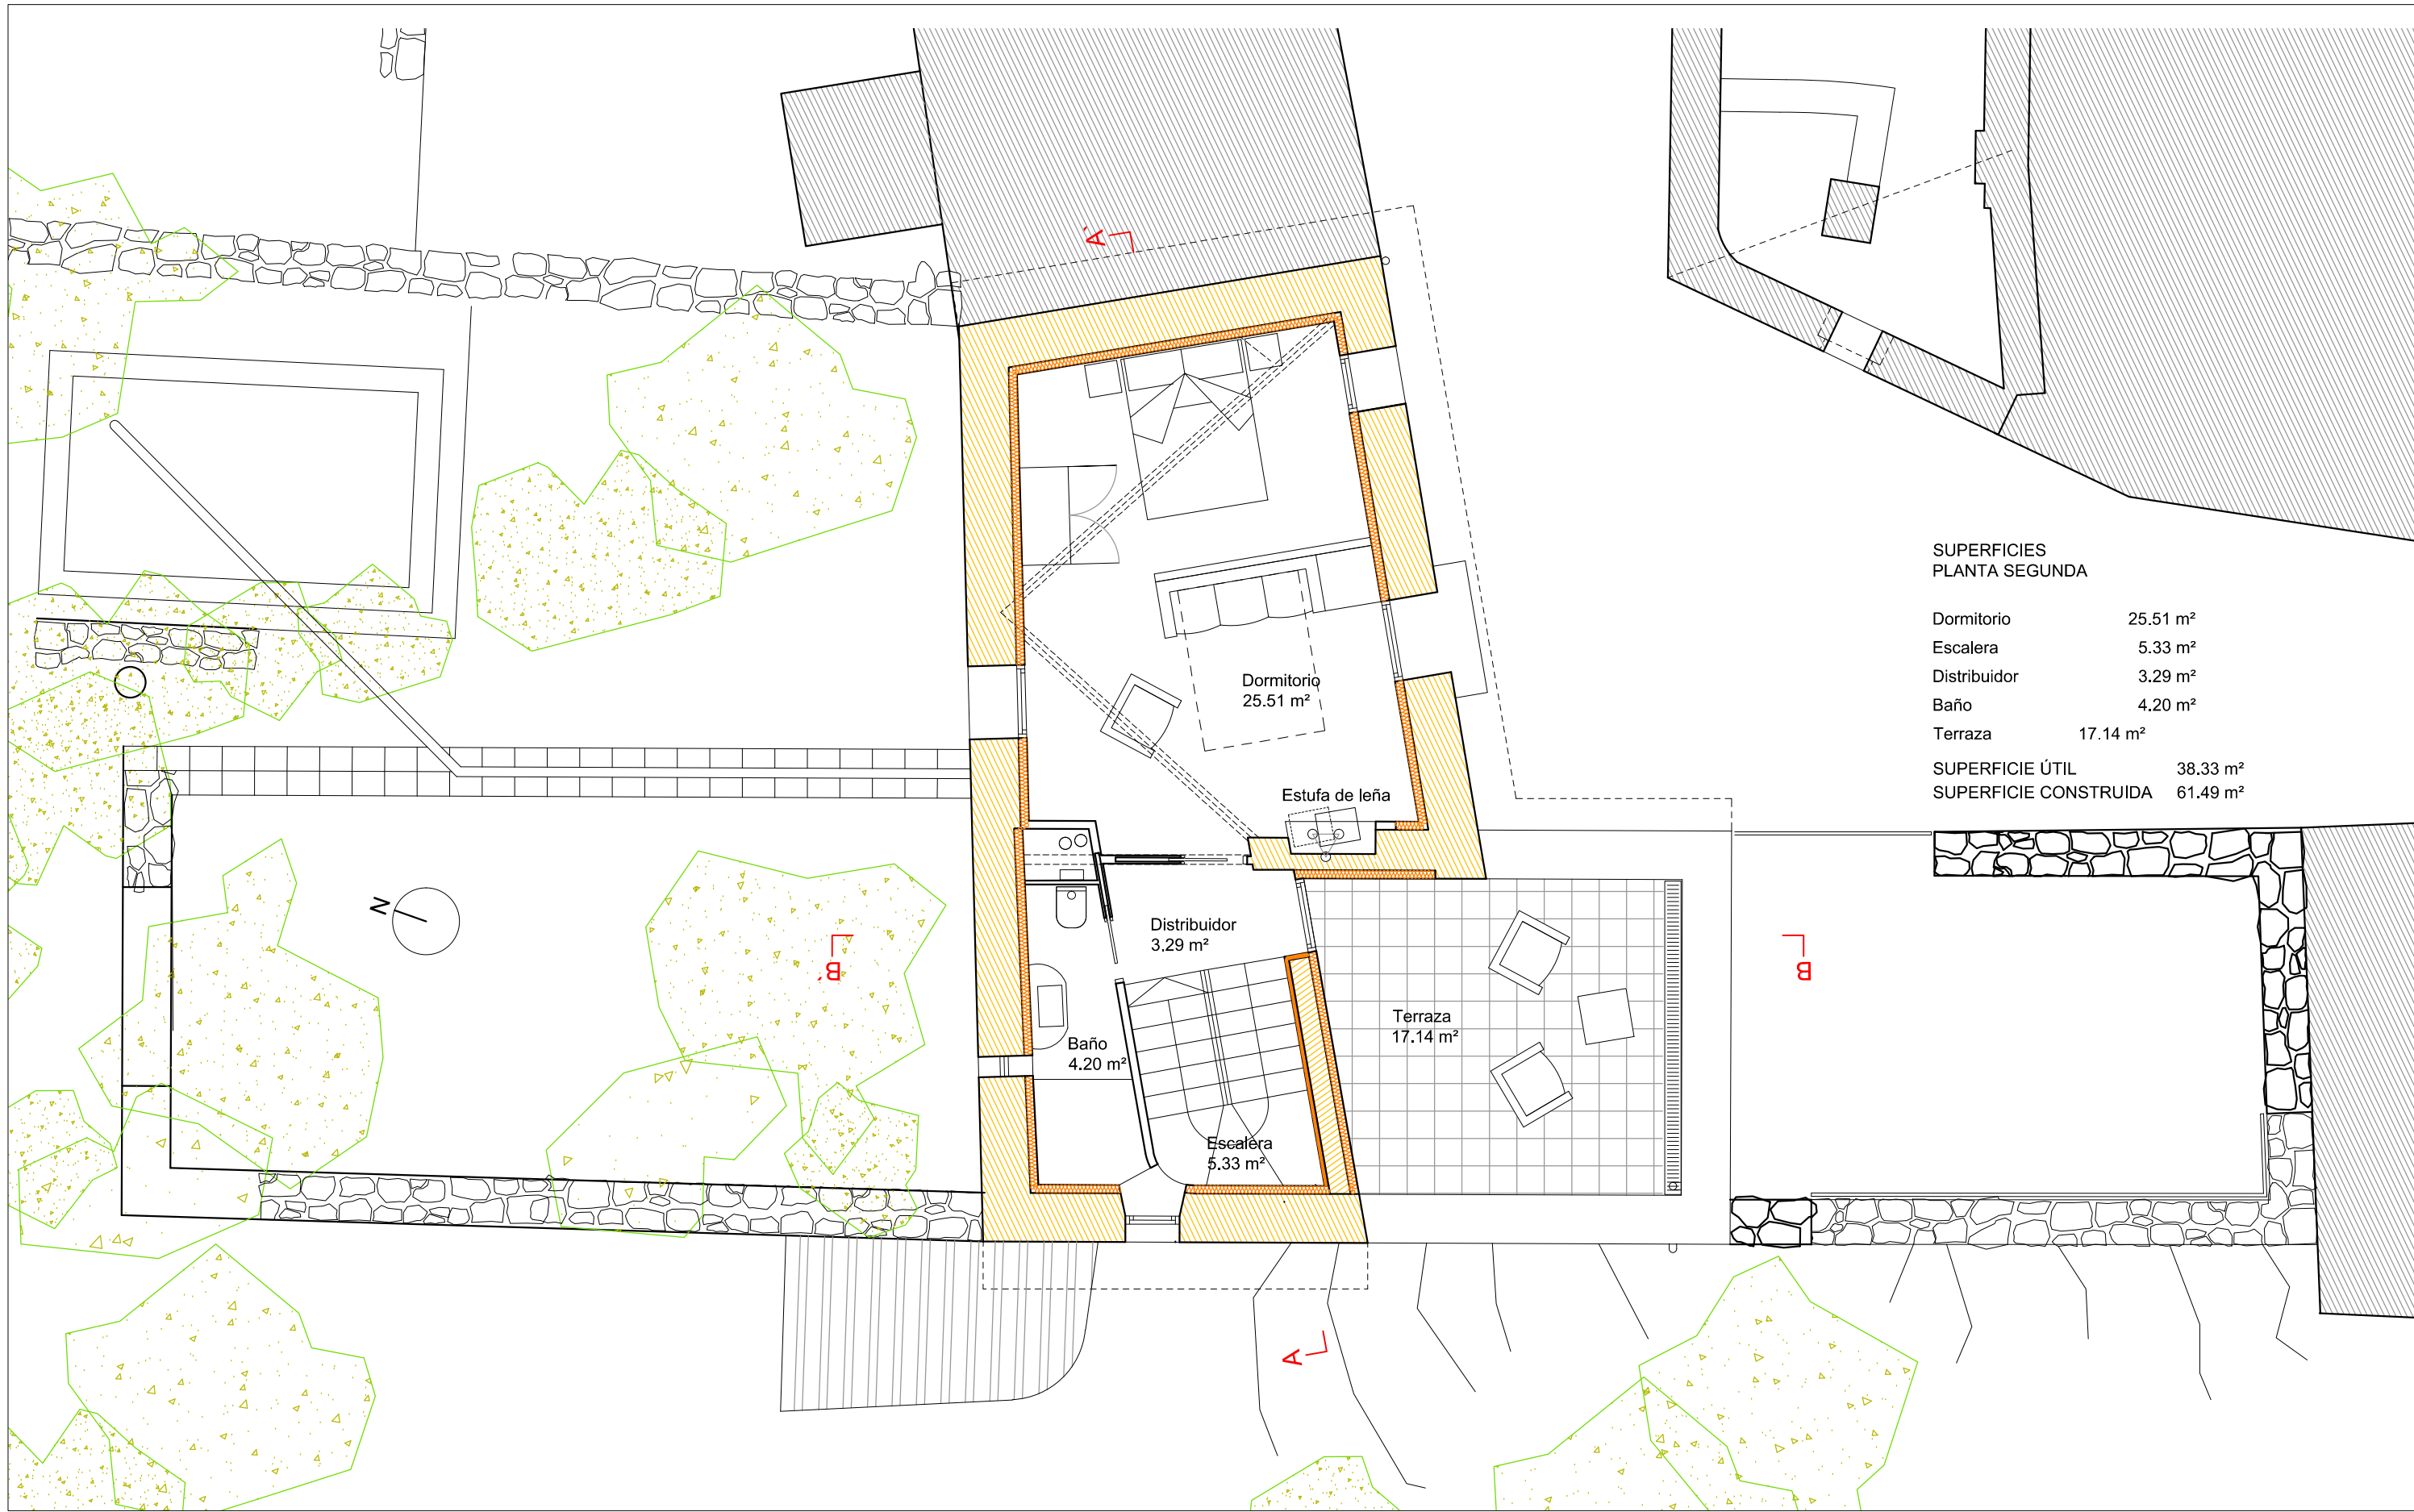 A'
SUPERFICIES
PLANTA SEGUNDA
Dormitorio 25.51 m²
Escalera 5.33 m²
Distribuidor 3.29 m²
Baño 4.20 m²
Terraza 17.14 m²
SUPERFICIE ÚTIL 38.33 m²
SUPERFICIE CONSTRUIDA 61.49 m²
Dormitorio
25.51 m²
Estufa de leña
N
Distribuidor
3.29 m²
B'
B
Terraza
17.14 m²
Baño
4.20 m²
Escalera
5.33 m²
A